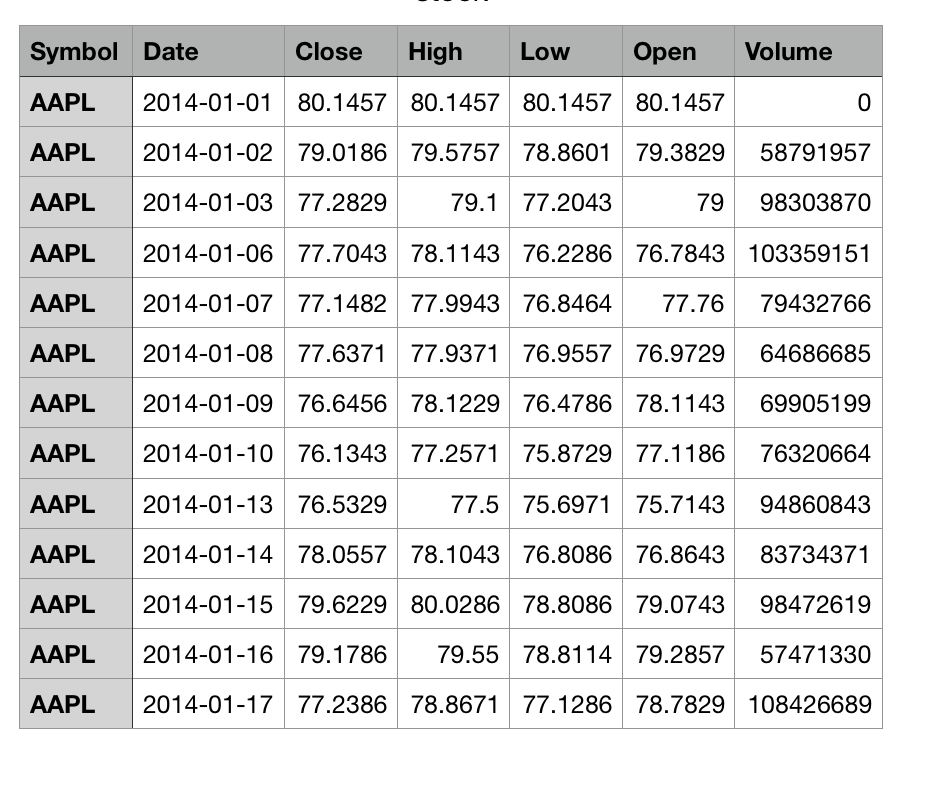 Symbol Date Close High Low Open Volume
AAPL 2014-01-01 80.1457 80.1457 80.1457 80.1457 0
AAPL 2014-01-02 79.0186 79.5757 78.8601 79.3829 58791957
AAPL 2014-01-03 77.2829 79.1 77.2043 79 98303870
AAPL 2014-01-06 77.7043 78.1143 76.2286 76.7843 103359151
AAPL 2014-01-07 77.1482 77.9943 76.8464 77.76 79432766
AAPL 2014-01-08 77.6371 77.9371 76.9557 76.9729 64686685
AAPL 2014-01-09 76.6456 78.1229 76.4786 78.1143 69905199
AAPL 2014-01-10 76.1343 77.2571 75.8729 77.1186 76320664
AAPL 2014-01-13 76.5329 77.5 75.6971 75.7143 94860843
AAPL 2014-01-14 78.0557 78.1043 76.8086 76.8643 83734371
AAPL 2014-01-15 79.6229 80.0286 78.8086 79.0743 98472619
AAPL 2014-01-16 79.1786 79.55 78.8114 79.2857 57471330
AAPL 2014-01-17 77.2386 78.8671 77.1286 78.7829 108426689